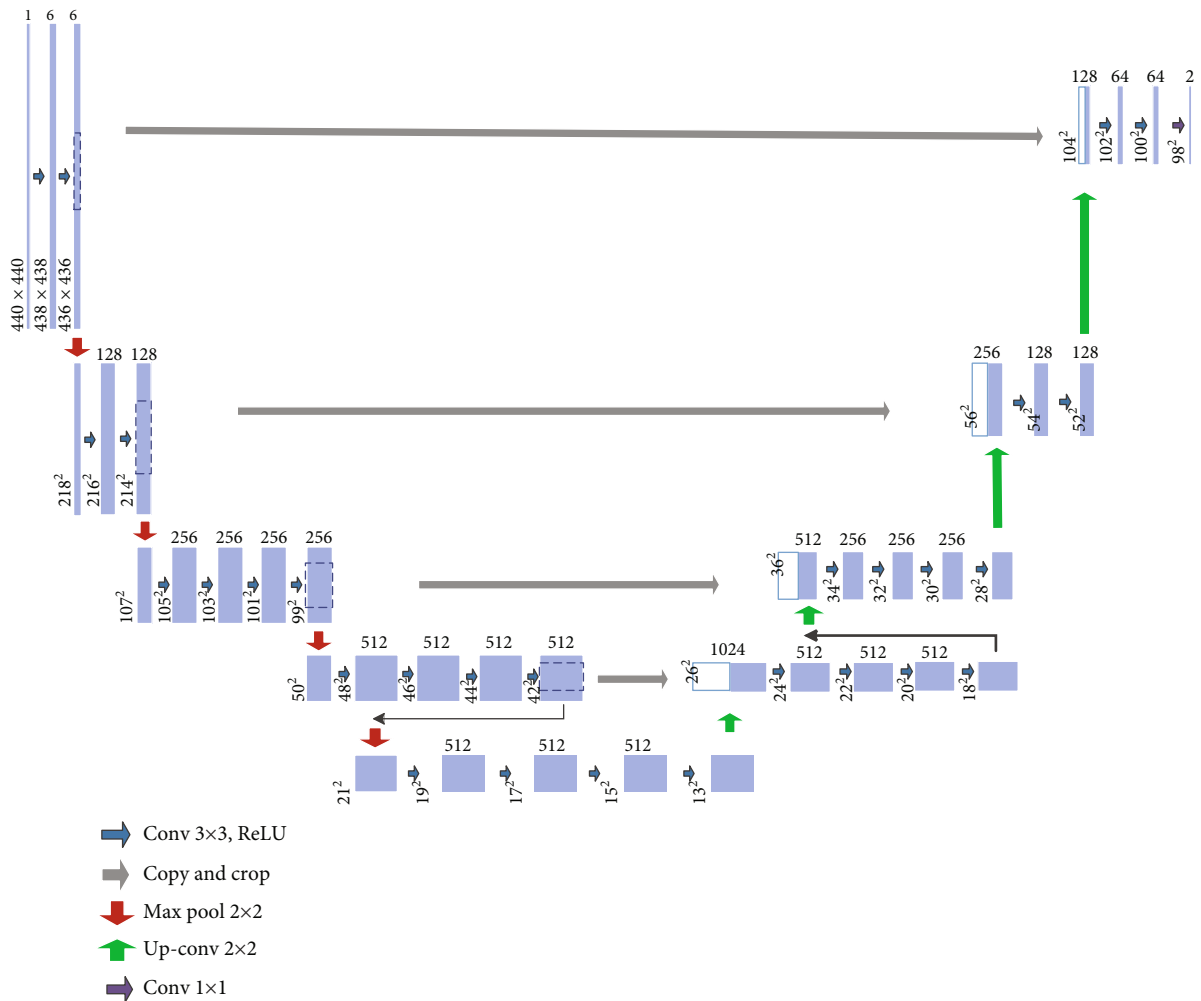 1 6 6
440 × 440
438 × 438
436 × 436
128 64 64 2
104²
102²
100²
98²
128 128
218²
216²
214²
256 128 128
56²
54²
52²
256 256 256 256
107²
105²
103²
101²
99²
512 256 256 256
36²
34²
32²
30²
28²
512 512 512 512
50²
48²
46²
44²
42²
1024 512 512 512
26²
24²
22²
20²
18²
512 512 512
21²
19²
17²
15²
13²
Conv 3×3, ReLU
Copy and crop
Max pool 2×2
Up-conv 2×2
Conv 1×1